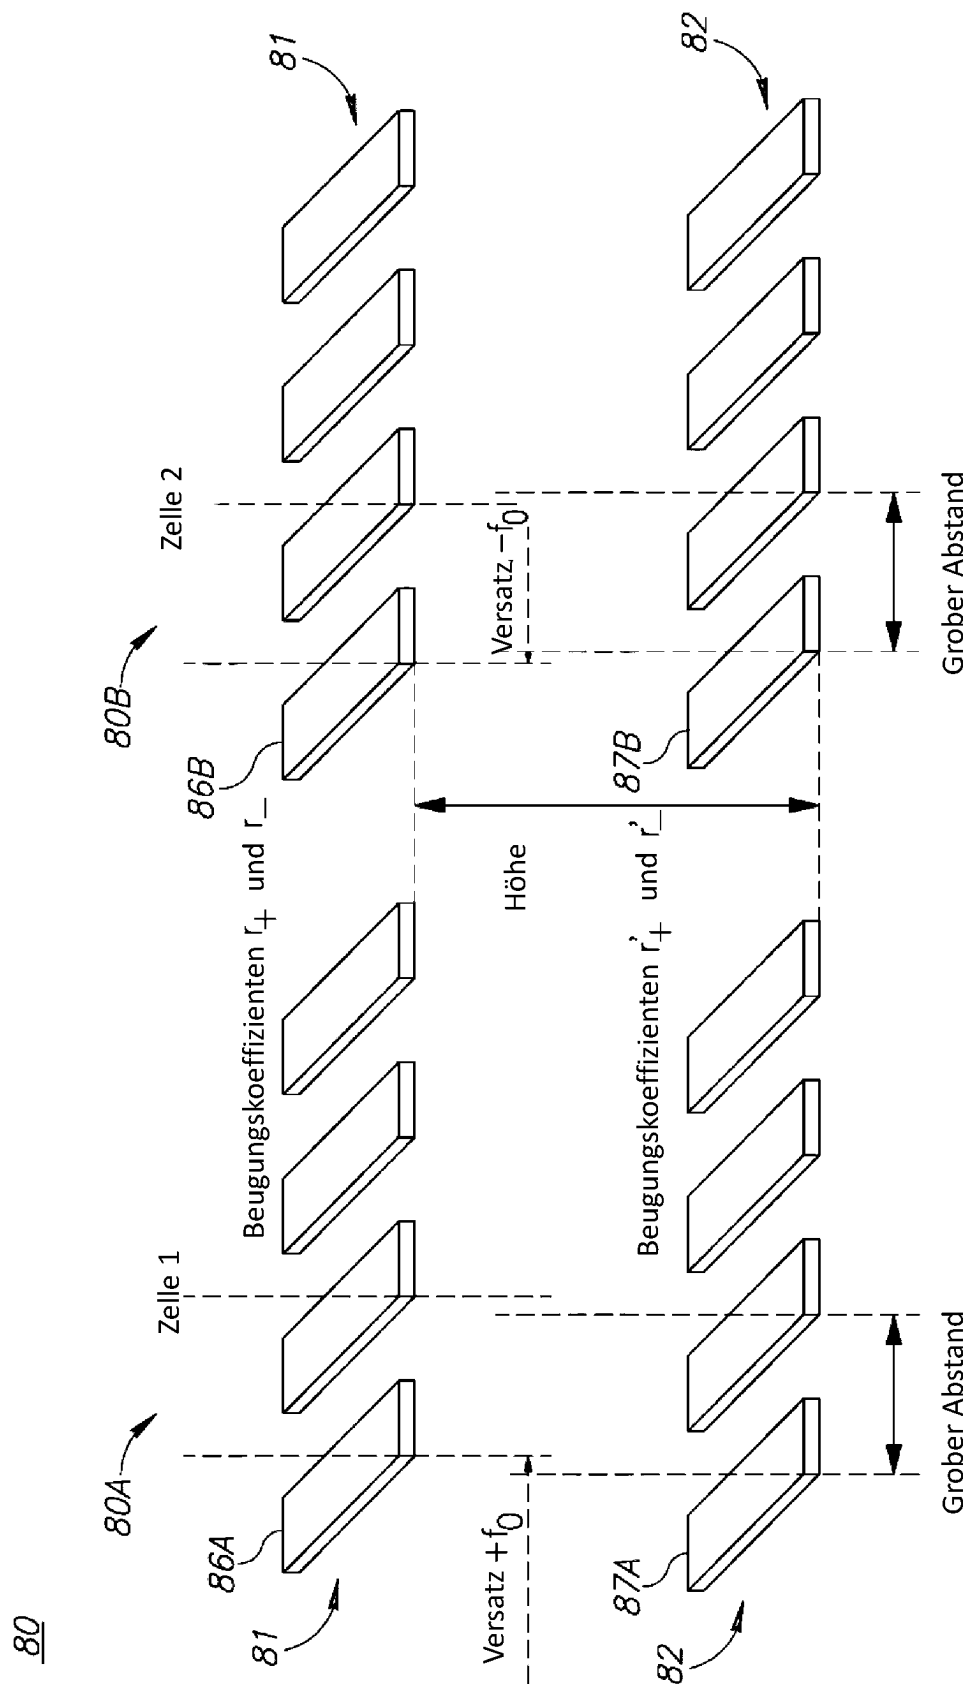 80
80A
80B
Zelle 1
Zelle 2
81
86A
Beugungskoeffizienten r+ und r−
86B
81
Versatz +f0
Höhe
Versatz −f0
82
87A
Beugungskoeffizienten r'+ und r'−
87B
82
Grober Abstand
Grober Abstand